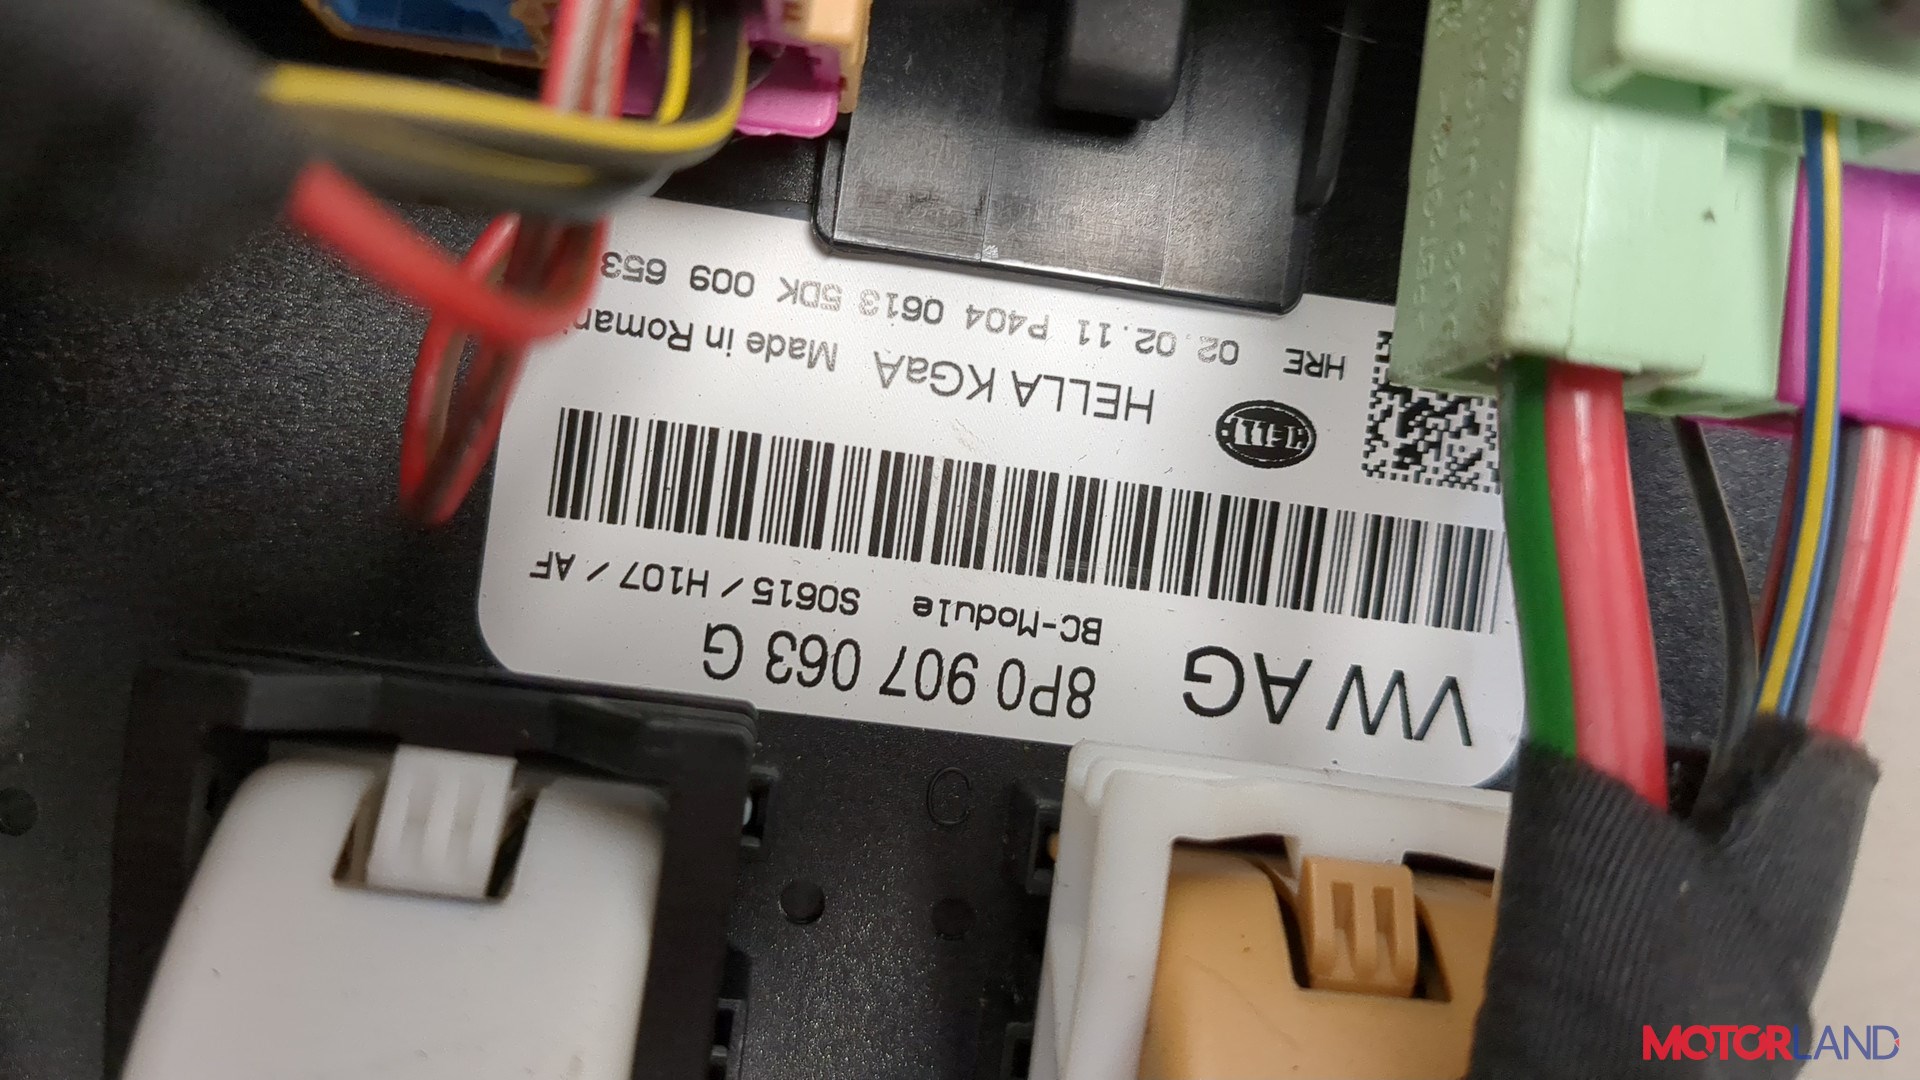 VW AG 8P0 907 063 G
BC-Module S0615 / H107 / AF
HELLA
HELLA KGaA Made in
HRE 02.02.11 P404 0613 5DK 009 653
C
MOTORLAND